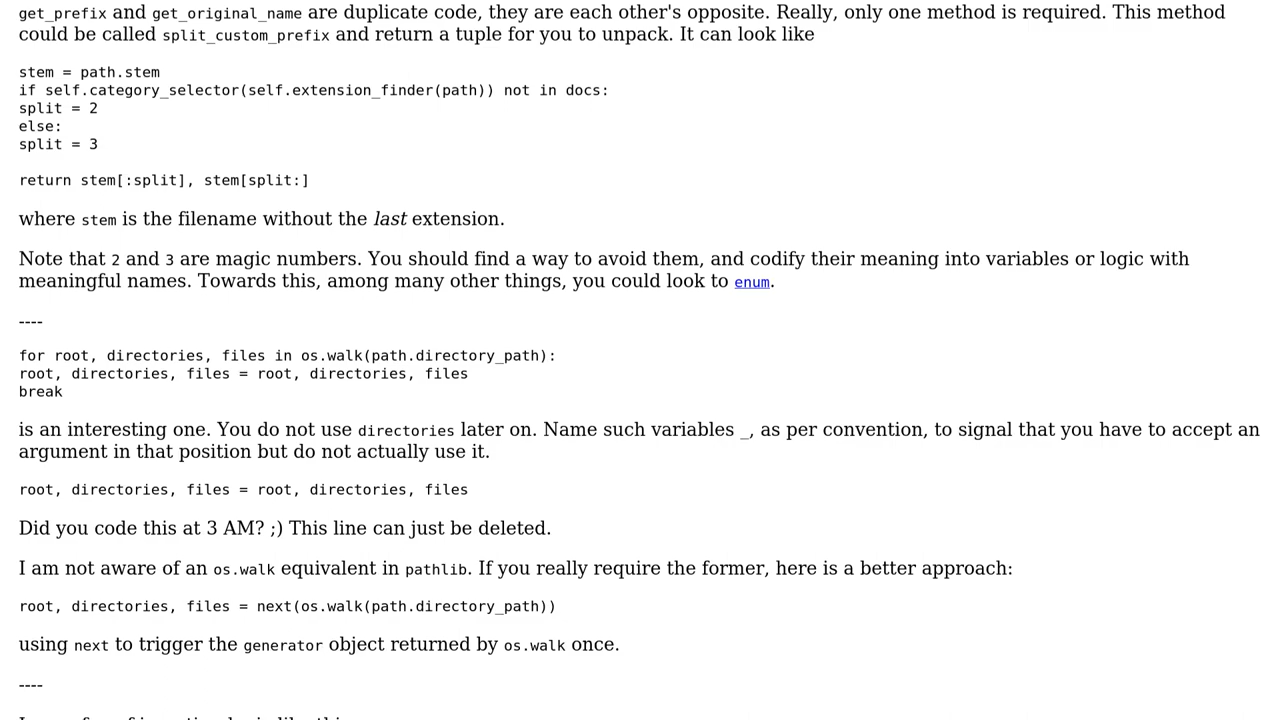 get_prefix and get_original_name are duplicate code, they are each other's opposite. Really, only one method is required. This method
could be called split_custom_prefix and return a tuple for you to unpack. It can look like
stem = path.stem
if self.category_selector(self.extension_finder(path)) not in docs:
split = 2
else:
split = 3
return stem[:split], stem[split:]
where stem is the filename without the last extension.
Note that 2 and 3 are magic numbers. You should find a way to avoid them, and codify their meaning into variables or logic with
meaningful names. Towards this, among many other things, you could look to enum.
----
for root, directories, files in os.walk(path.directory_path):
root, directories, files = root, directories, files
break
is an interesting one. You do not use directories later on. Name such variables _, as per convention, to signal that you have to accept an
argument in that position but do not actually use it.
root, directories, files = root, directories, files
Did you code this at 3 AM? ;) This line can just be deleted.
I am not aware of an os.walk equivalent in pathlib. If you really require the former, here is a better approach:
root, directories, files = next(os.walk(path.directory_path))
using next to trigger the generator object returned by os.walk once.
----